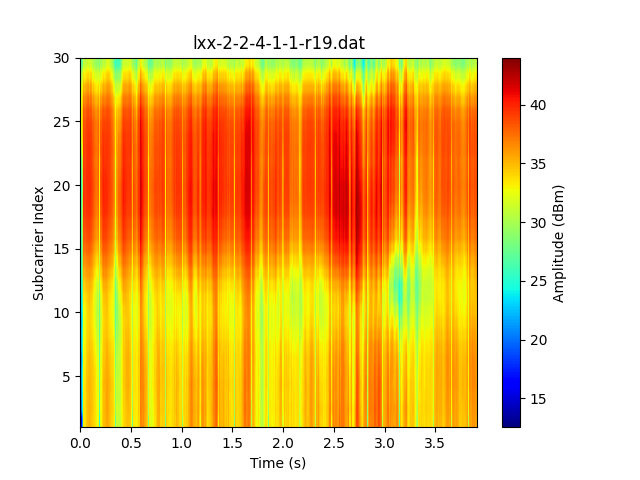 lxx-2-2-4-1-1-r19.dat
30
25
20
15
10
5
Subcarrier Index
0.0 0.5 1.0 1.5 2.0 2.5 3.0 3.5
Time (s)
40
35
30
25
20
15
Amplitude (dBm)